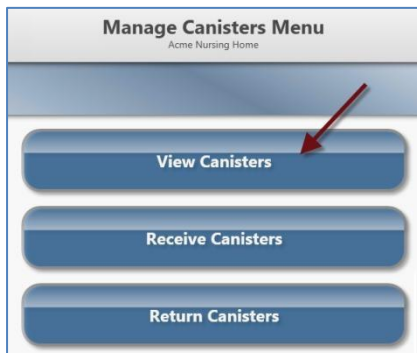 Manage Canisters Menu
Acme Nursing Home
View Canisters
Receive Canisters
Return Canisters